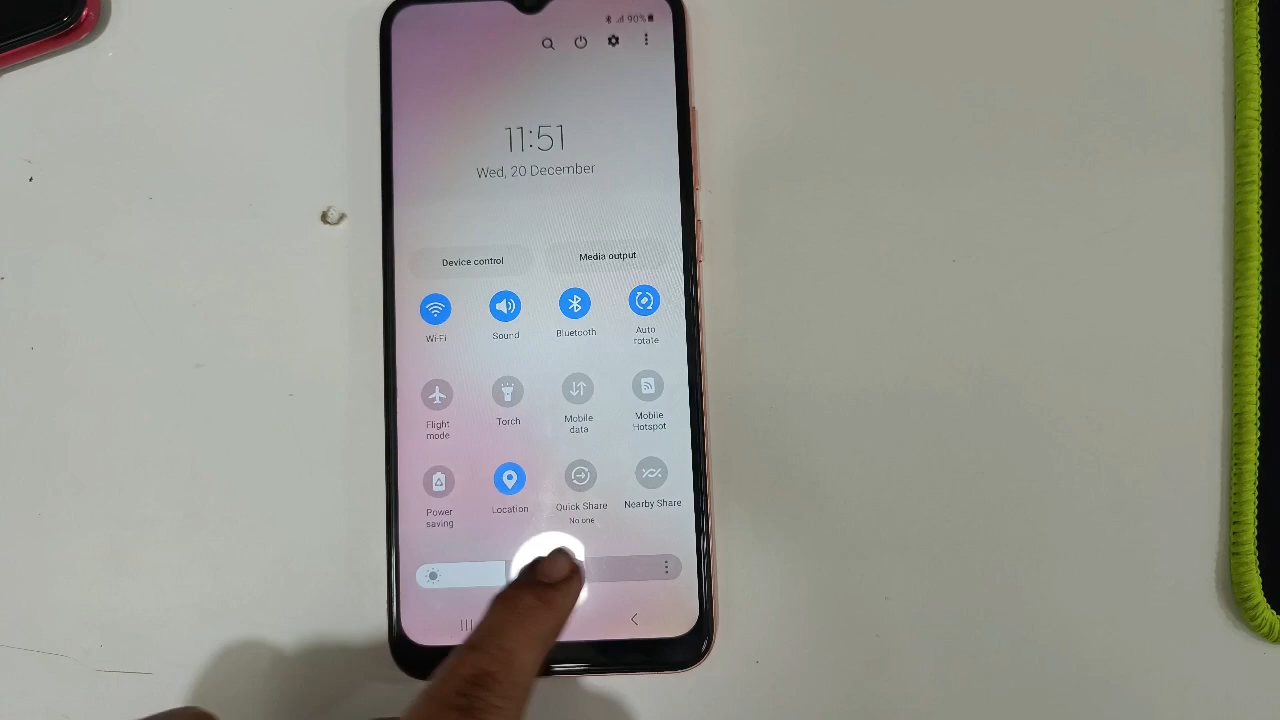 90%
11:51
Wed, 20 December
Device control
Media output
Wi-Fi
Sound
Bluetooth
Auto
rotate
Flight
mode
Torch
Mobile
data
Mobile
Hotspot
Power
saving
Location
Quick Share
No one
Nearby Share